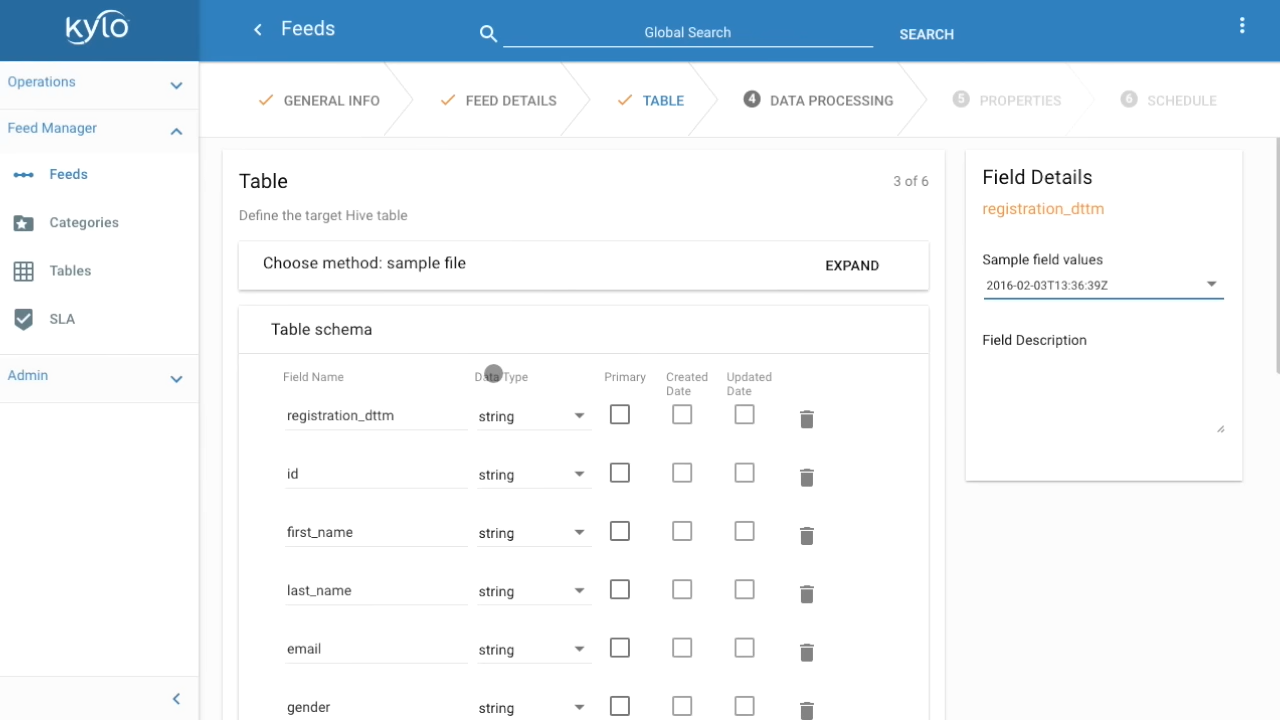 kylo
Feeds
Global Search
SEARCH
Operations
Feed Manager
Feeds
Categories
Tables
SLA
Admin
GENERAL INFO
FEED DETAILS
TABLE
4 DATA PROCESSING
5 PROPERTIES
6 SCHEDULE
Table
3 of 6
Define the target Hive table
Choose method: sample file
EXPAND
Table schema
Field Name
Data Type
Primary
Created
Date
Updated
Date
registration_dttm
string
id
string
first_name
string
last_name
string
email
string
gender
string
Field Details
registration_dttm
Sample field values
2016-02-03T13:36:39Z
Field Description